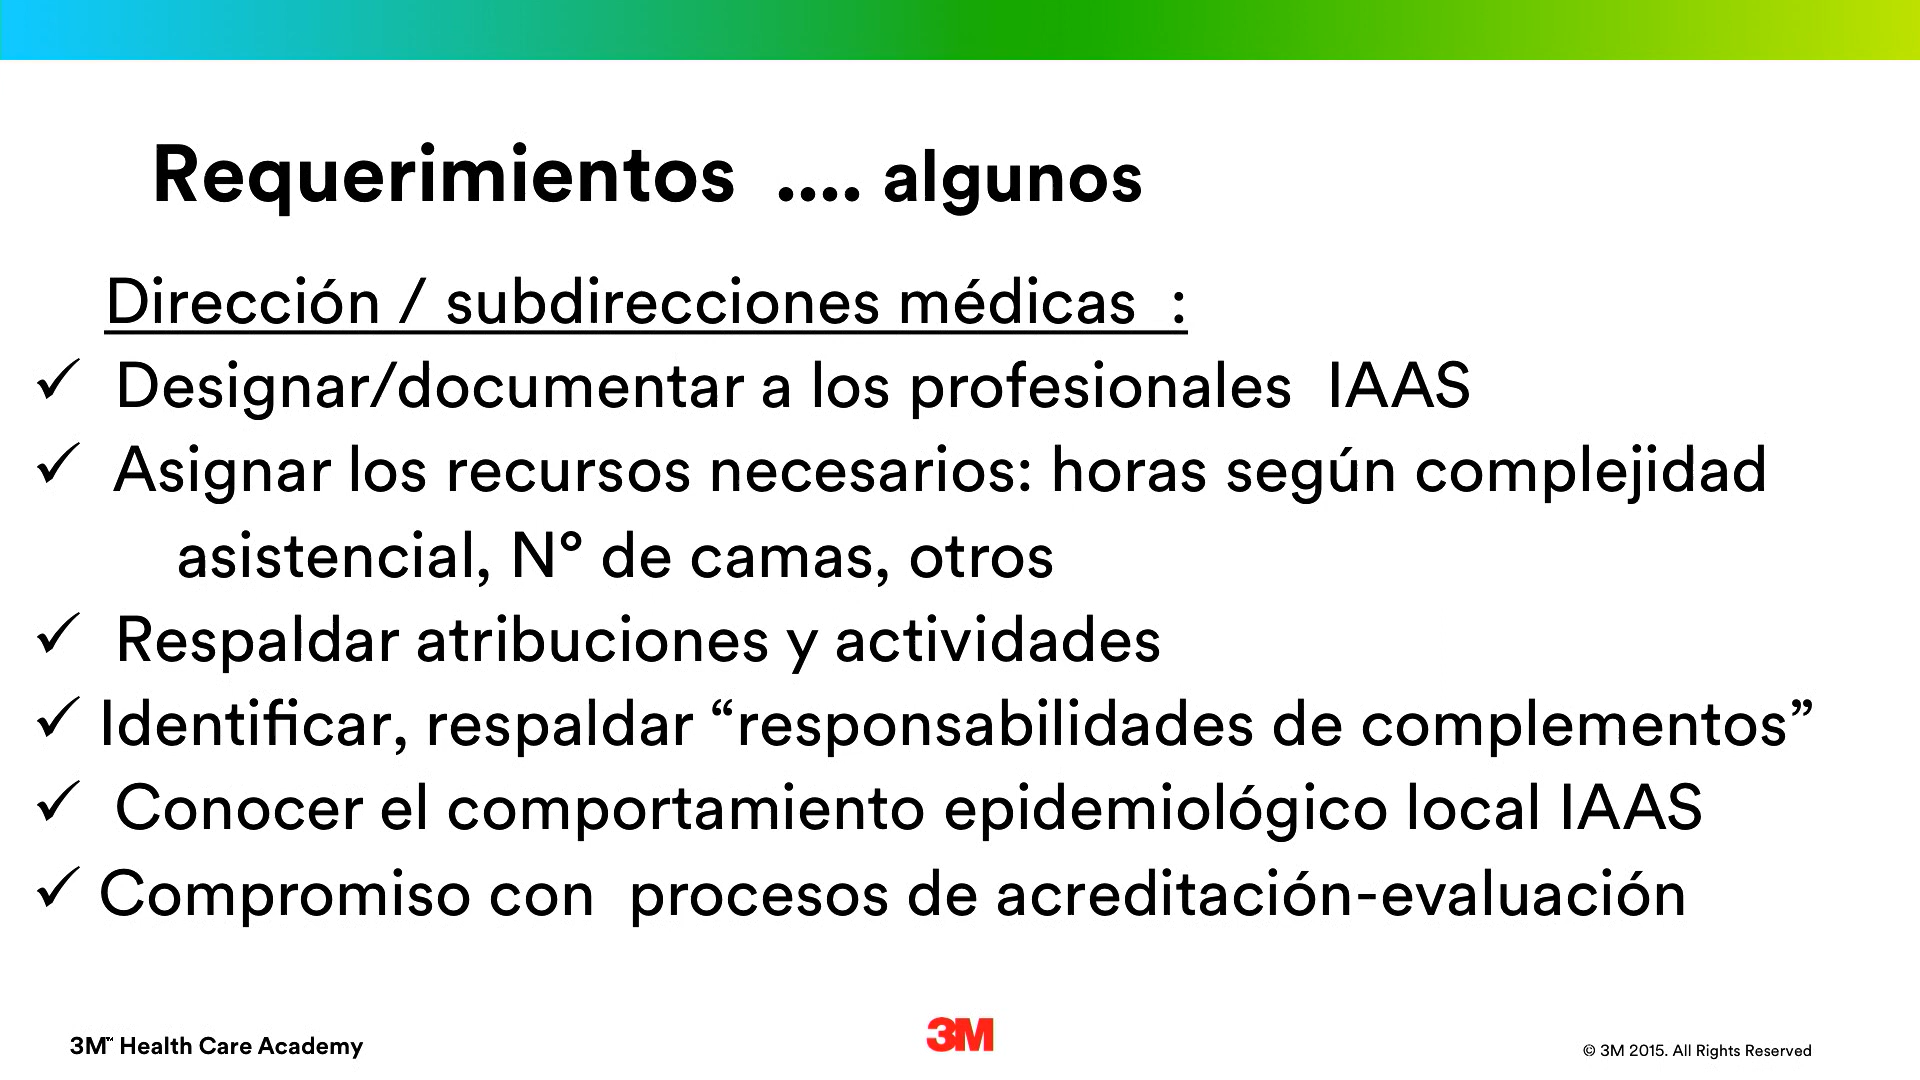 Requerimientos .... algunos
Dirección / subdirecciones médicas :
✓ Designar/documentar a los profesionales IAAS
✓ Asignar los recursos necesarios: horas según complejidad
asistencial, N° de camas, otros
✓ Respaldar atribuciones y actividades
✓ Identificar, respaldar “responsabilidades de complementos”
✓ Conocer el comportamiento epidemiológico local IAAS
✓ Compromiso con procesos de acreditación-evaluación
3M™ Health Care Academy
3M
© 3M 2015. All Rights Reserved